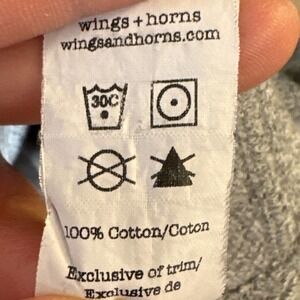 wings + horns
wingsandhorns.com
30C
100% Cotton/Coton
Exclusive of trim/
Exclusive de